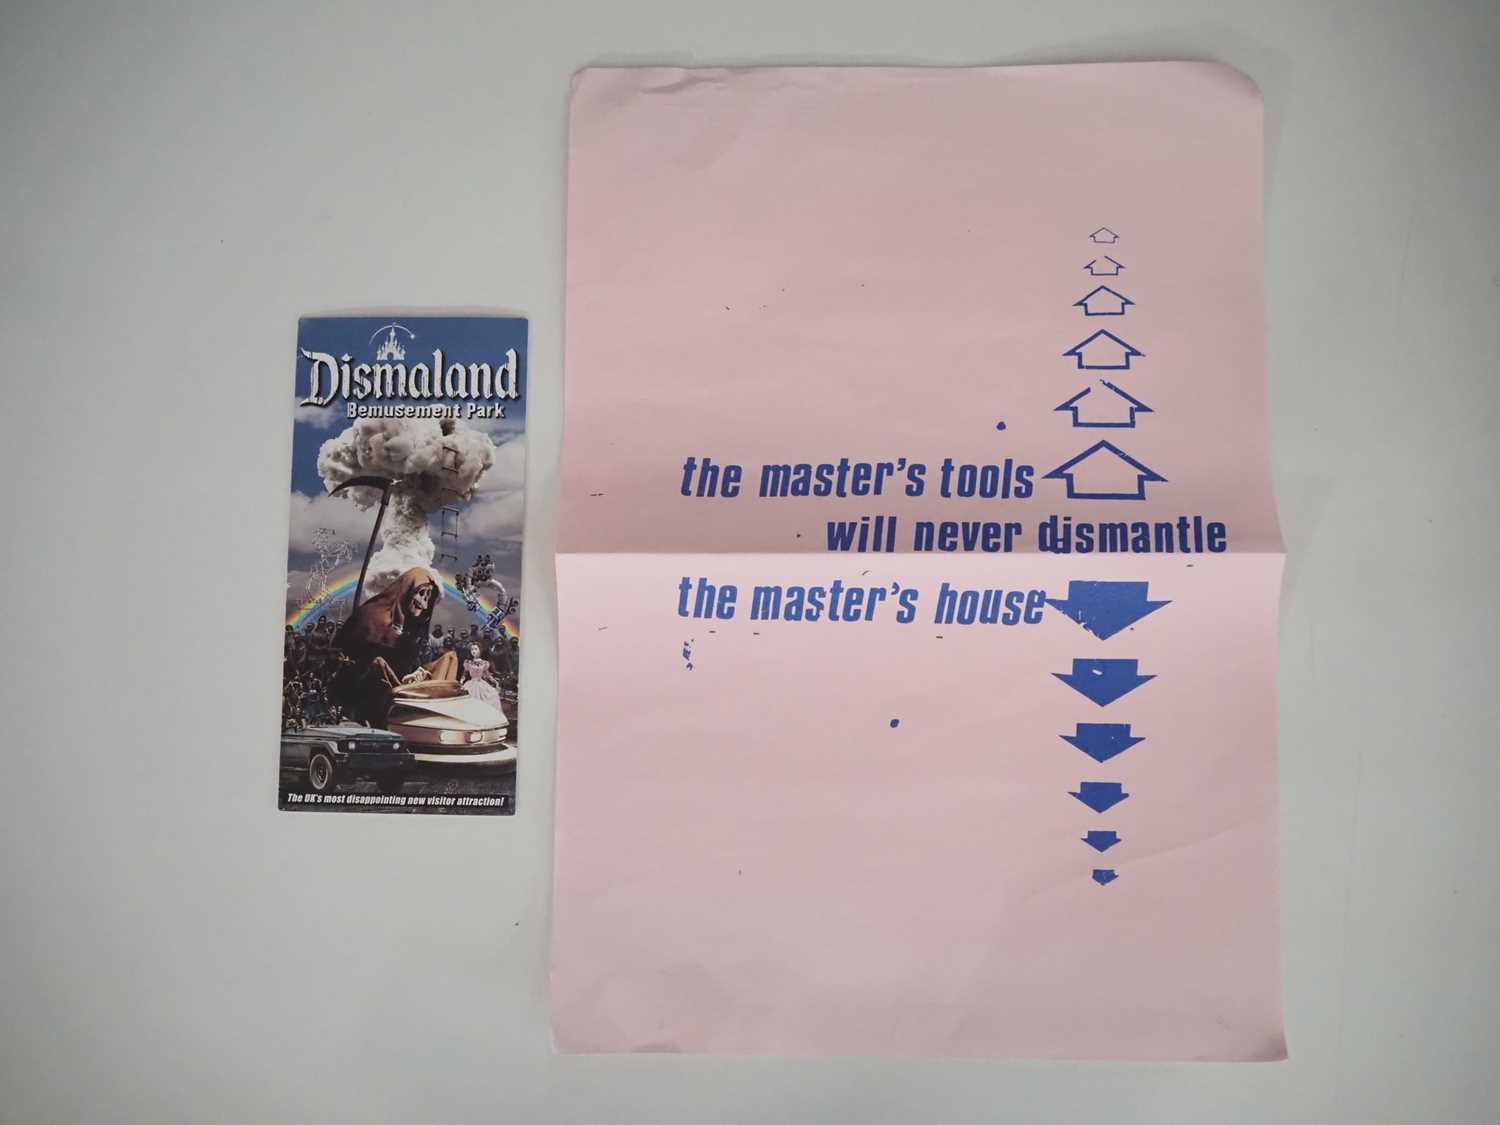 Dismaland
Bemusement Park
The UK's most disappointing new visitor attraction!
the master's tools
will never dismantle
the master's house